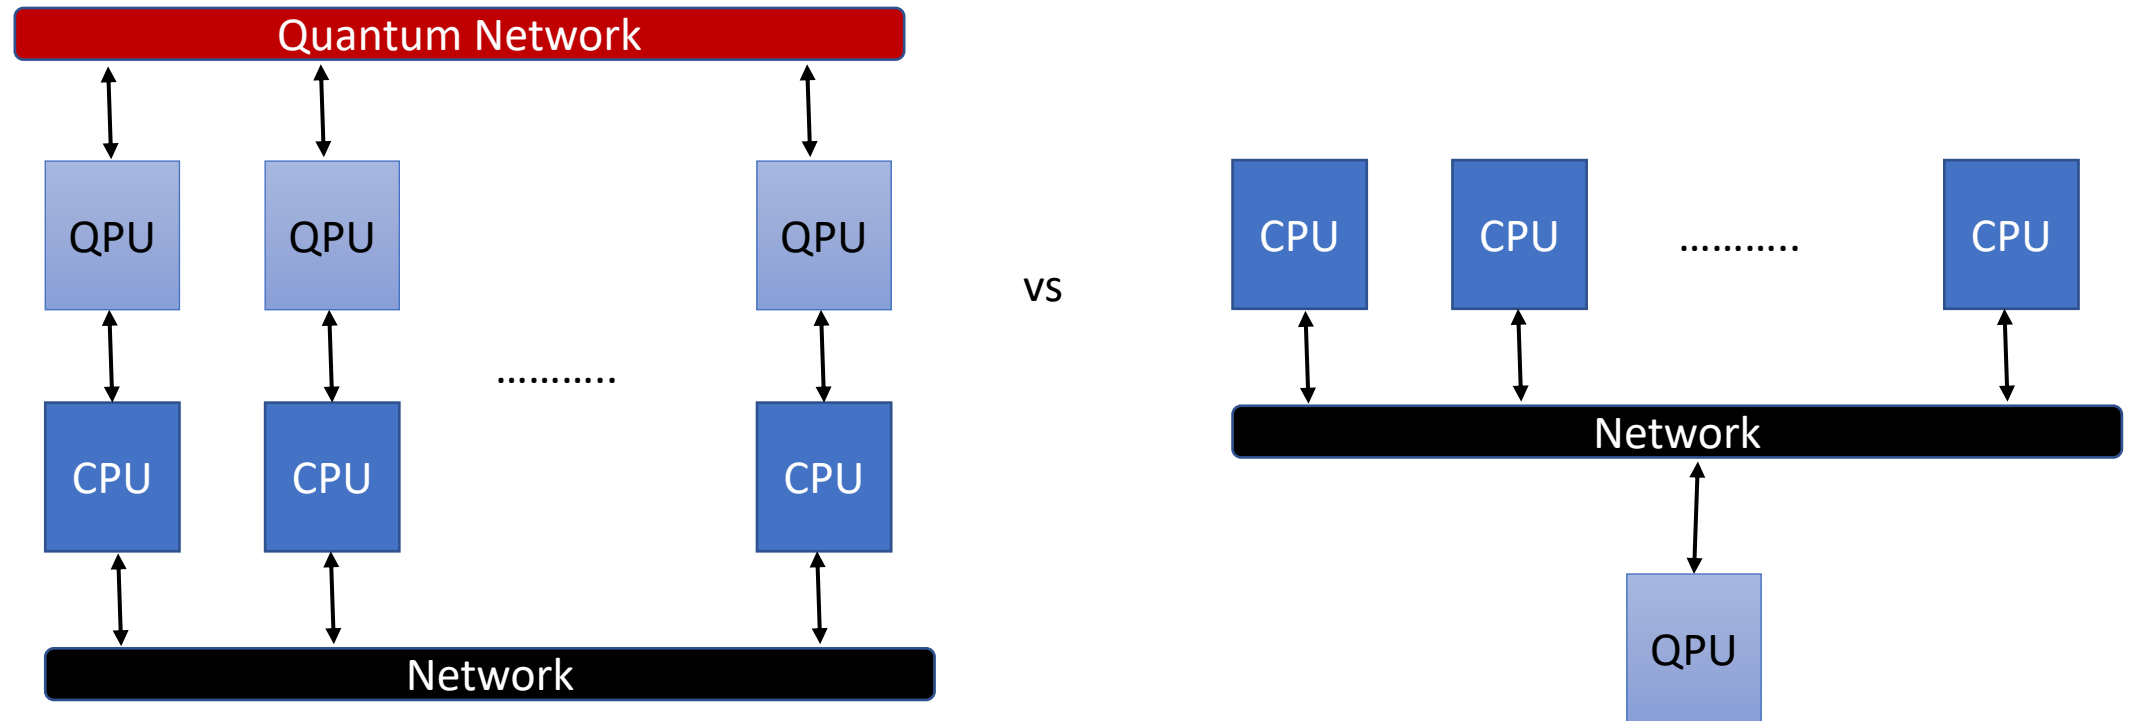 Quantum Network
QPU QPU QPU
CPU CPU ........... CPU
Network
vs
CPU CPU ........... CPU
Network
QPU